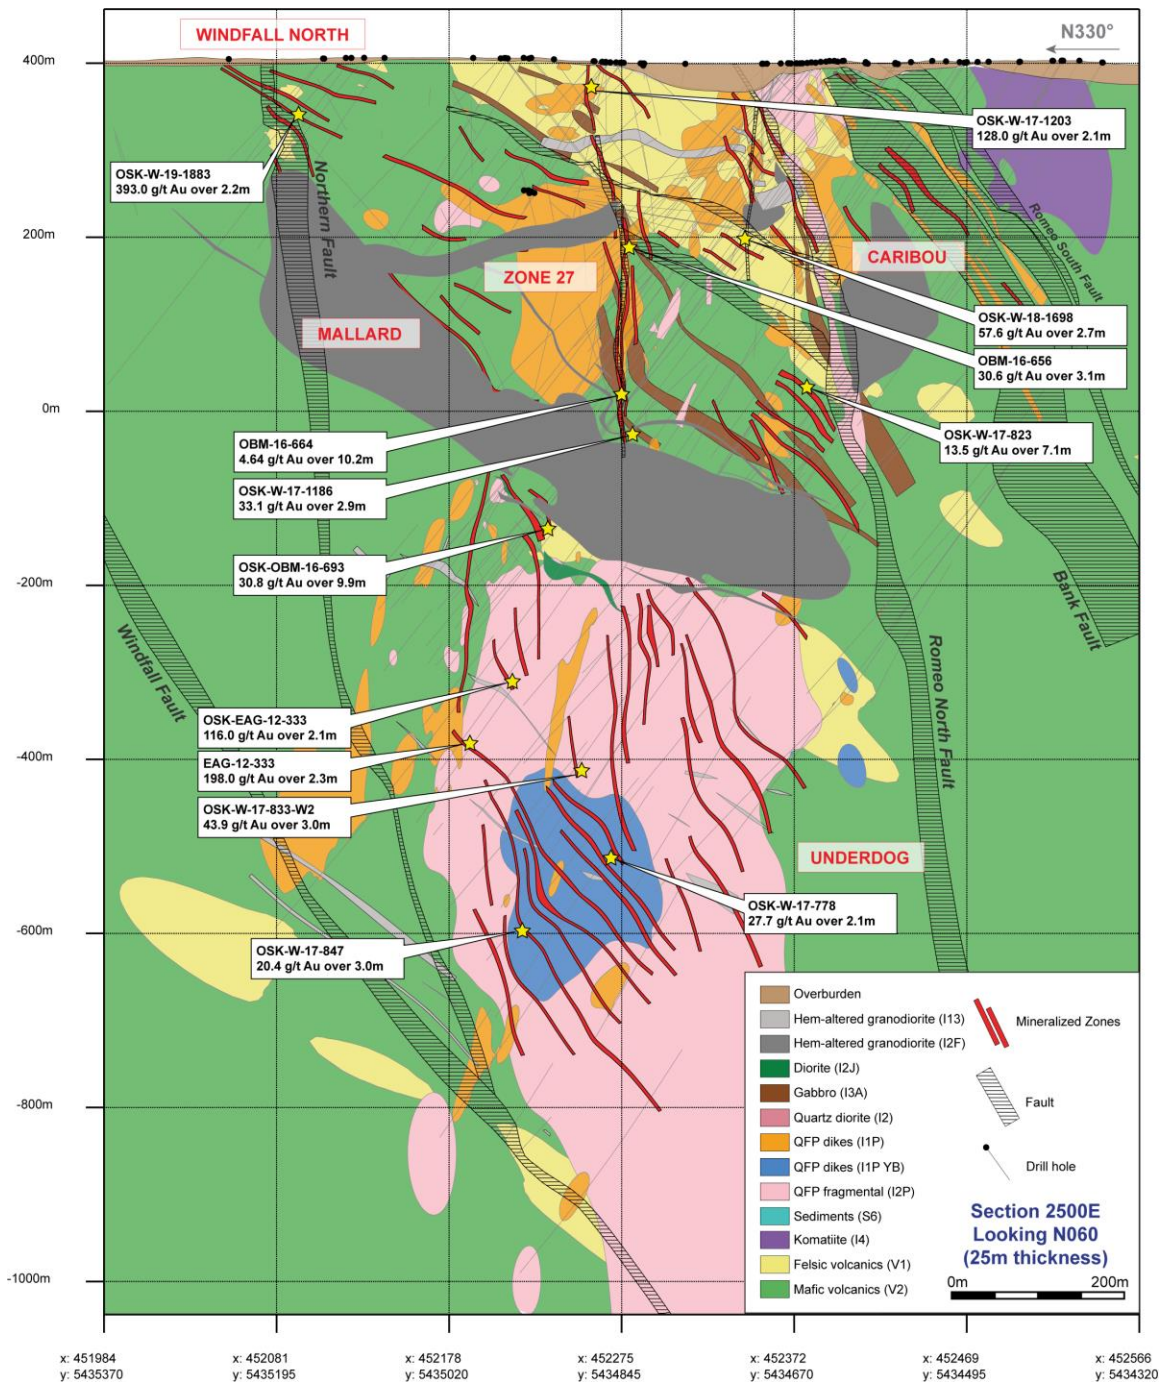 WINDFALL NORTH
N330°
400m
OSK-W-17-1203
128.0 g/t Au over 2.1m
OSK-W-19-1883
393.0 g/t Au over 2.2m
Northern Fault
Romeo South Fault
200m
CARIBOU
ZONE 27
MALLARD
OSK-W-18-1698
57.6 g/t Au over 2.7m
OBM-16-656
30.6 g/t Au over 3.1m
0m
OBM-16-664
4.64 g/t Au over 10.2m
OSK-W-17-823
13.5 g/t Au over 7.1m
OSK-W-17-1186
33.1 g/t Au over 2.9m
OSK-OBM-16-693
30.8 g/t Au over 9.9m
-200m
Bank Fault
Windfall Fault
Romeo North Fault
OSK-EAG-12-333
116.0 g/t Au over 2.1m
EAG-12-333
198.0 g/t Au over 2.3m
-400m
OSK-W-17-833-W2
43.9 g/t Au over 3.0m
UNDERDOG
OSK-W-17-778
27.7 g/t Au over 2.1m
-600m
OSK-W-17-847
20.4 g/t Au over 3.0m
Overburden
Hem-altered granodiorite (I13)
Hem-altered granodiorite (I2F)
Diorite (I2J)
Gabbro (I3A)
Quartz diorite (I2)
QFP dikes (I1P)
QFP dikes (I1P YB)
QFP fragmental (I2P)
Sediments (S6)
Komatiite (I4)
Felsic volcanics (V1)
Mafic volcanics (V2)
Mineralized Zones
Fault
Drill hole
Section 2500E
Looking N060
(25m thickness)
0m 200m
-800m
-1000m
x: 451984 x: 452081 x: 452178 x: 452275 x: 452372 x: 452469 x: 452566
y: 5435370 y: 5435195 y: 5435020 y: 5434845 y: 5434670 y: 5434495 y: 5434320